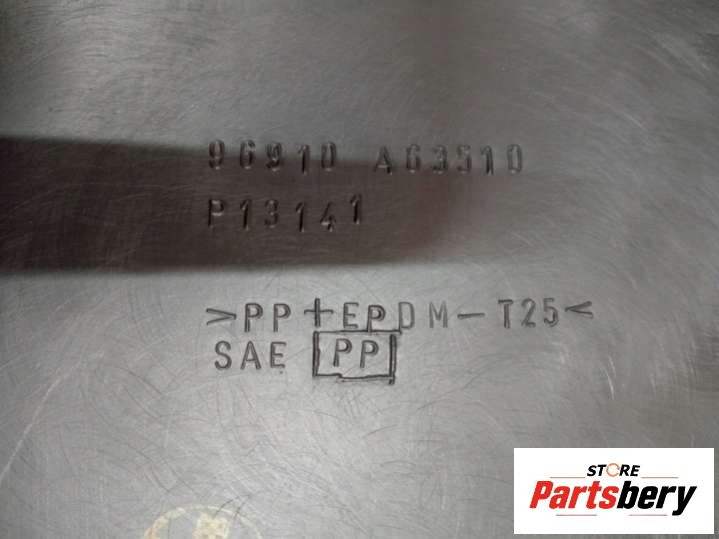 96910 A63510
P13141
>PP+EPDM-T25<
SAE PP
STORE
Partsbery